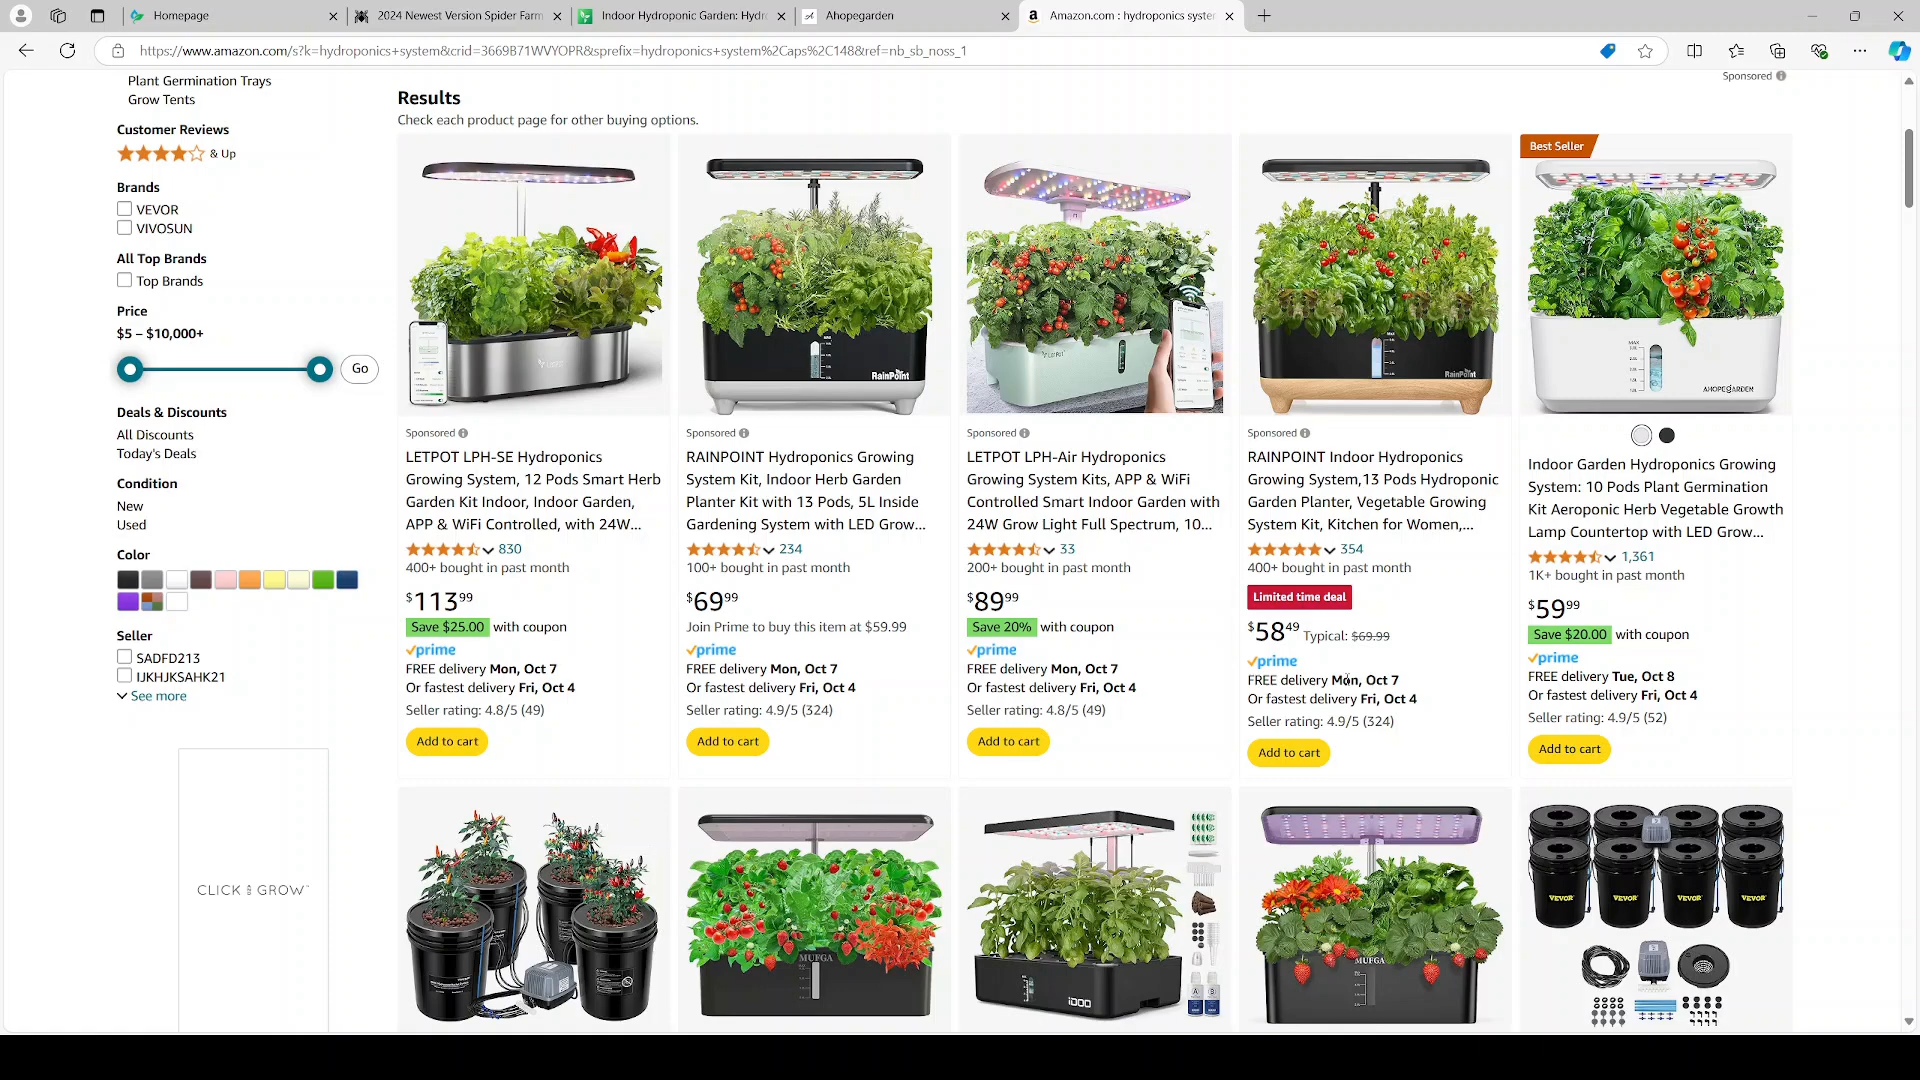 Homepage
2024 Newest Version Spider Farm
Indoor Hydroponic Garden: Hydro
Ahopegarden
Amazon.com : hydroponics system
https://www.amazon.com/s?k=hydroponics+system&crid=3669B71WVYOPR&sprefix=hydroponics+system%2Caps%2C148&ref=nb_sb_noss_1
Sponsored
Plant Germination Trays
Grow Tents
Customer Reviews
& Up
Brands
VEVOR
VIVOSUN
All Top Brands
Top Brands
Price
$5 – $10,000+
Go
Deals & Discounts
All Discounts
Today's Deals
Condition
New
Used
Color
Seller
SADFD213
IJKHJKSAHK21
See more
CLICK & GROW
Results
Check each product page for other buying options.
RainPoint
RainPoint
Best Seller
MAX
AHOPEGARDEM
Sponsored
LETPOT LPH-SE Hydroponics
Growing System, 12 Pods Smart Herb
Garden Kit Indoor, Indoor Garden,
APP & WiFi Controlled, with 24W...
830
400+ bought in past month
$113 99
Save $25.00 with coupon
prime
FREE delivery Mon, Oct 7
Or fastest delivery Fri, Oct 4
Seller rating: 4.8/5 (49)
Add to cart
Sponsored
RAINPOINT Hydroponics Growing
System Kit, Indoor Herb Garden
Planter Kit with 13 Pods, 5L Inside
Gardening System with LED Grow...
234
100+ bought in past month
$69 99
Join Prime to buy this item at $59.99
prime
FREE delivery Mon, Oct 7
Or fastest delivery Fri, Oct 4
Seller rating: 4.9/5 (324)
Add to cart
Sponsored
LETPOT LPH-Air Hydroponics
Growing System Kits, APP & WiFi
Controlled Smart Indoor Garden with
24W Grow Light Full Spectrum, 10...
33
200+ bought in past month
$89 99
Save 20% with coupon
prime
FREE delivery Mon, Oct 7
Or fastest delivery Fri, Oct 4
Seller rating: 4.8/5 (49)
Add to cart
Sponsored
RAINPOINT Indoor Hydroponics
Growing System,13 Pods Hydroponic
Garden Planter, Vegetable Growing
System Kit, Kitchen for Women,...
354
400+ bought in past month
Limited time deal
$58 49 Typical: $69.99
prime
FREE delivery Mon, Oct 7
Or fastest delivery Fri, Oct 4
Seller rating: 4.9/5 (324)
Add to cart
Indoor Garden Hydroponics Growing
System: 10 Pods Plant Germination
Kit Aeroponic Herb Vegetable Growth
Lamp Countertop with LED Grow...
1,361
1K+ bought in past month
$59 99
Save $20.00 with coupon
prime
FREE delivery Tue, Oct 8
Or fastest delivery Fri, Oct 4
Seller rating: 4.9/5 (52)
Add to cart
MUFGA
iDOO
A
B
MUFGA
VEVOR
VEVOR
VEVOR
VEVOR